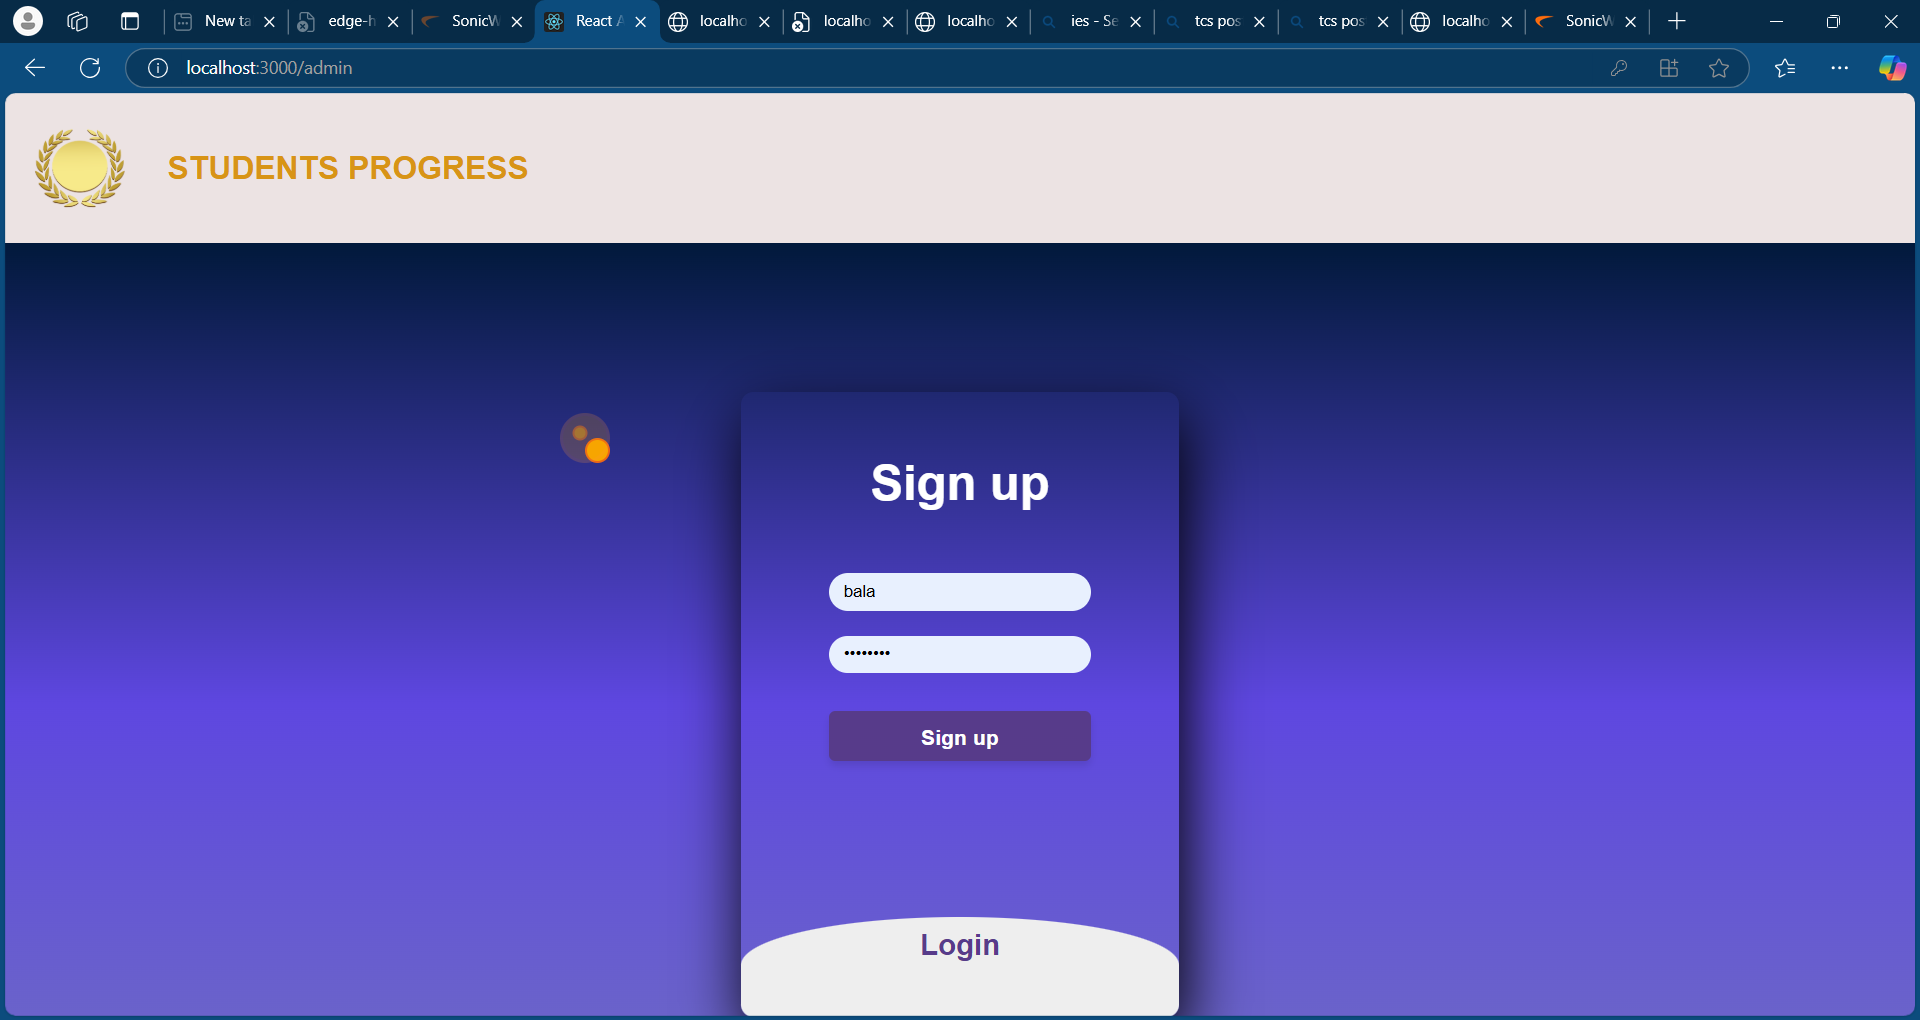 New ta
edge-h
SonicW
React A
localho
localho
localho
ies - Se
tcs pos
tcs pos
localho
SonicW
localhost:3000/admin
STUDENTS PROGRESS
Sign up
bala
••••••••
Sign up
Login